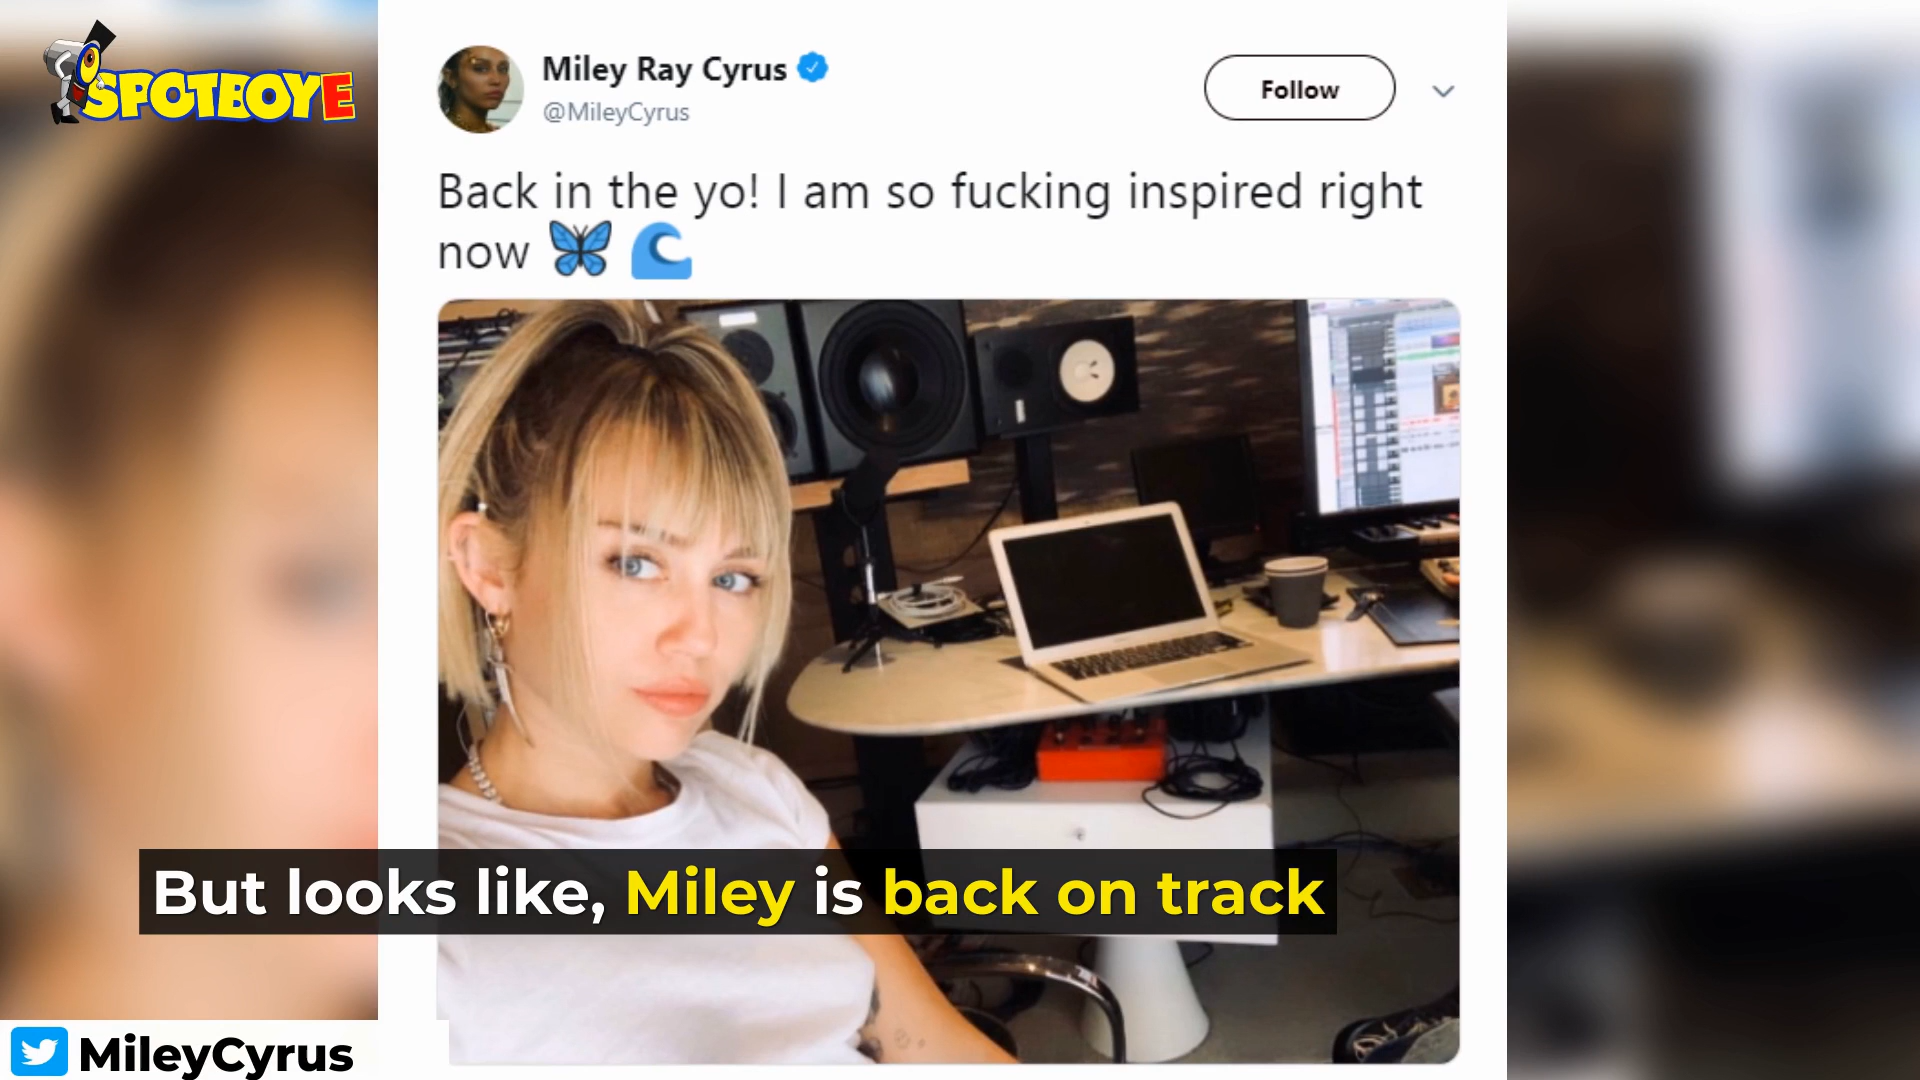 SPOTBOYE
Miley Ray Cyrus
@MileyCyrus
Follow
Back in the yo! I am so fucking inspired right
now
But looks like, Miley is back on track
MileyCyrus